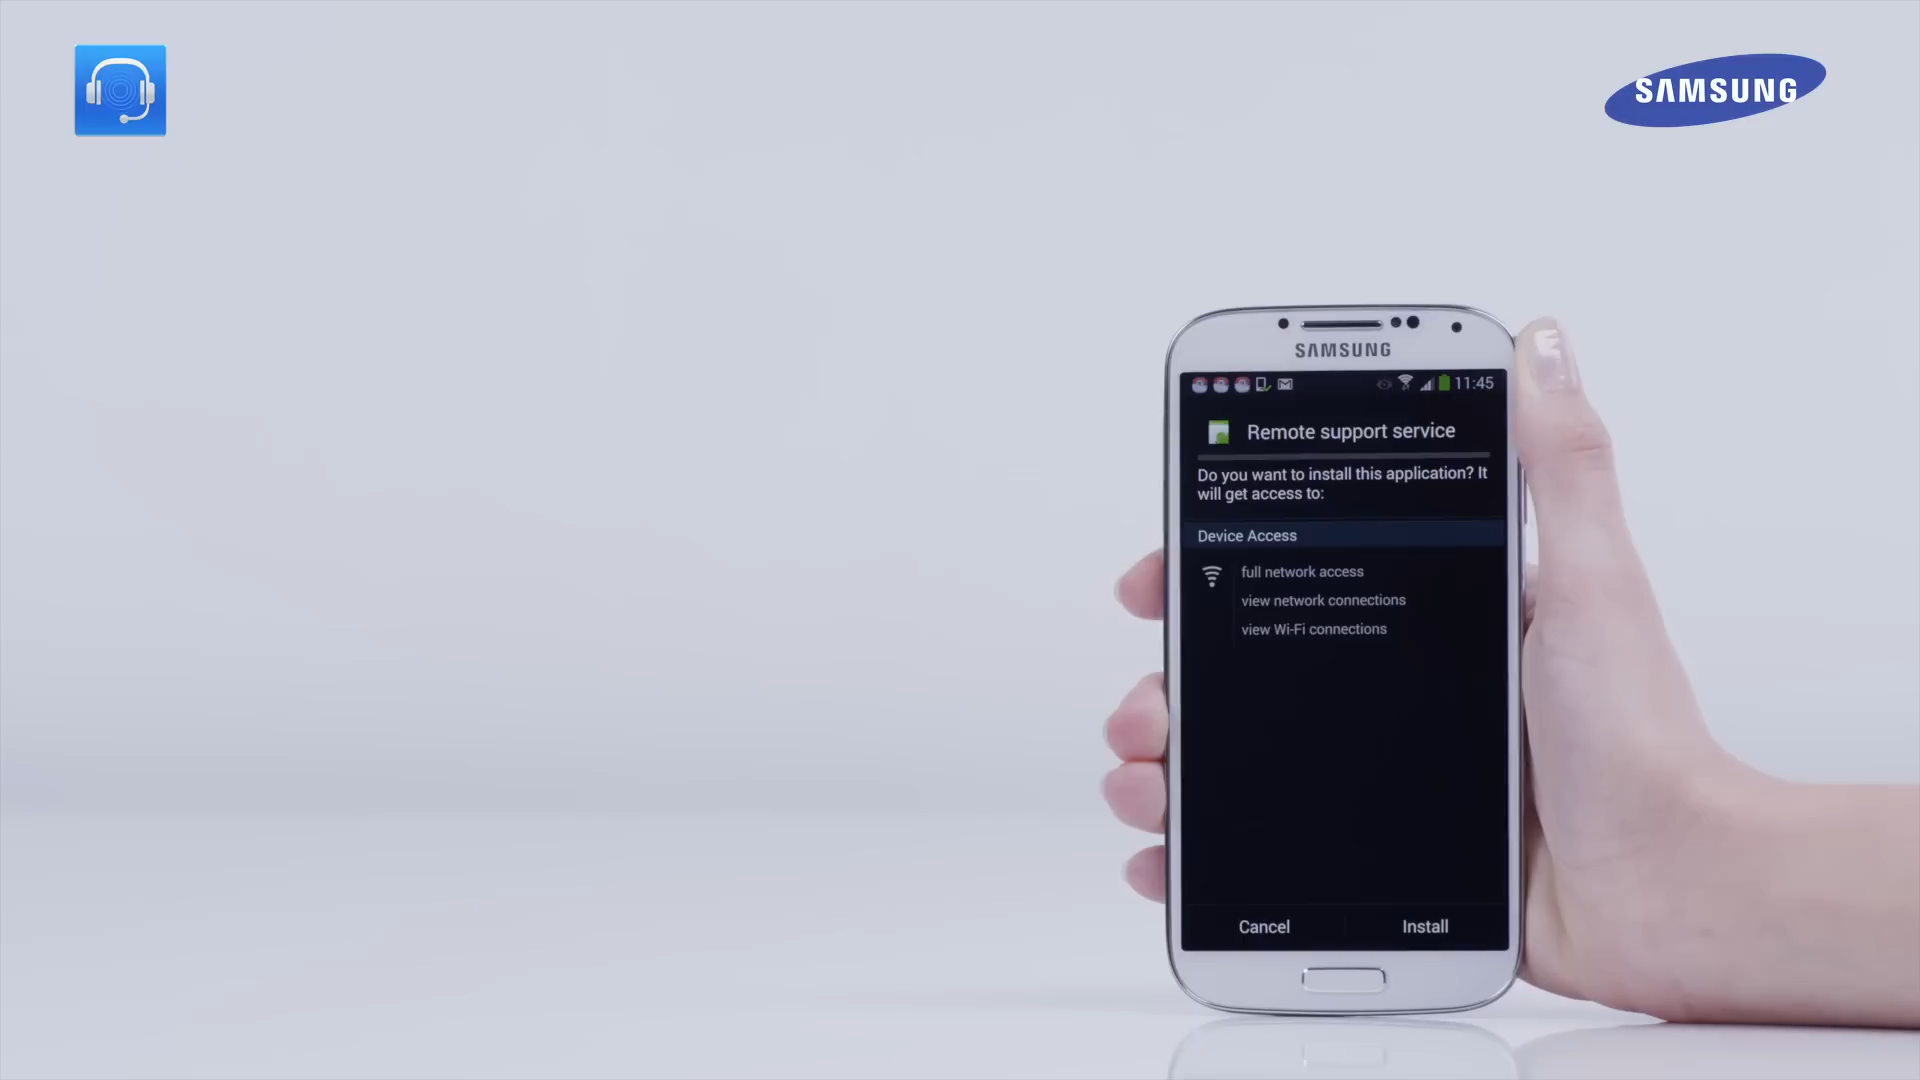 SAMSUNG
SAMSUNG
11:45
Remote support service
Do you want to install this application? It
will get access to:
Device Access
full network access
view network connections
view Wi-Fi connections
Cancel
Install